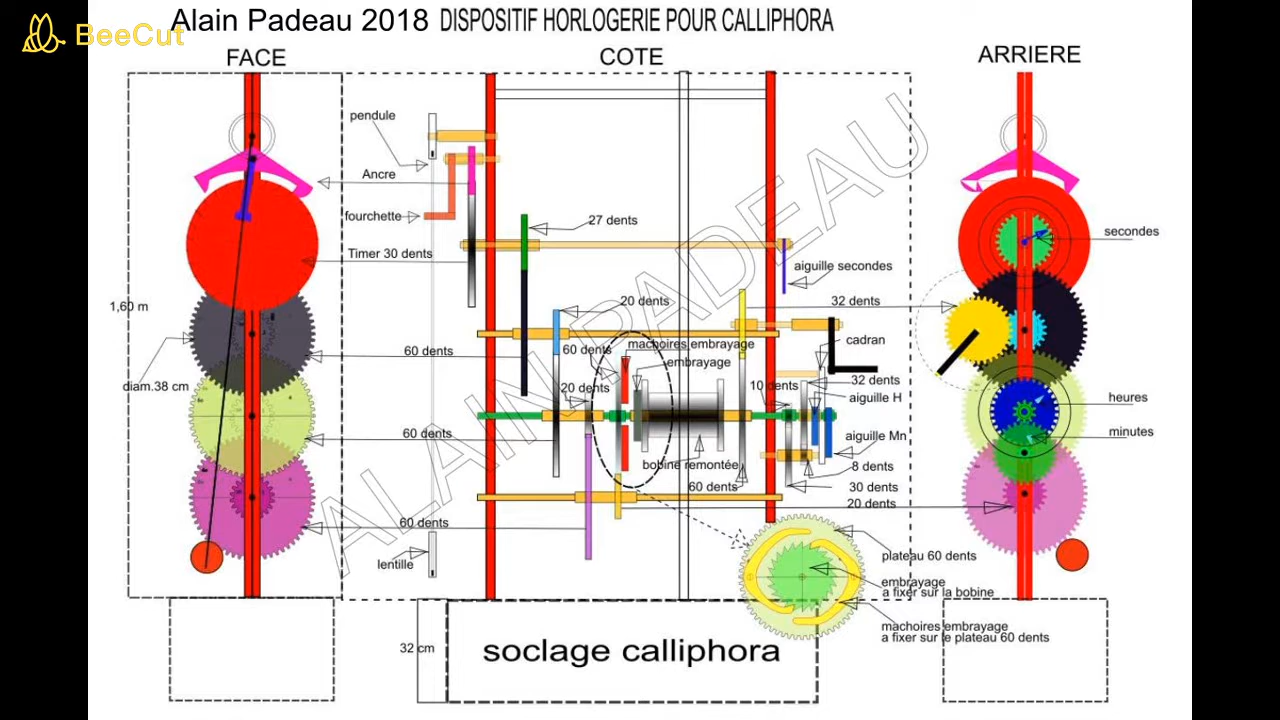 Alain Padeau 2018 DISPOSITIF HORLOGERIE POUR CALLIPHORA
BeeCut
FACE
COTE
ARRIERE
pendule
Ancre
fourchette
27 dents
secondes
Timer 30 dents
aiguille secondes
1,60 m
20 dents
32 dents
machoires embrayage
cadran
60 dents
60 dents
embrayage
diam.38 cm
20 dents
10 dents
32 dents
aiguille H
heures
60 dents
aiguille Mn
minutes
bobine remontée
8 dents
60 dents
30 dents
20 dents
60 dents
lentille
plateau 60 dents
embrayage
a fixer sur la bobine
machoires embrayage
a fixer sur le plateau 60 dents
32 cm
soclage calliphora
ALAIN PADEAU